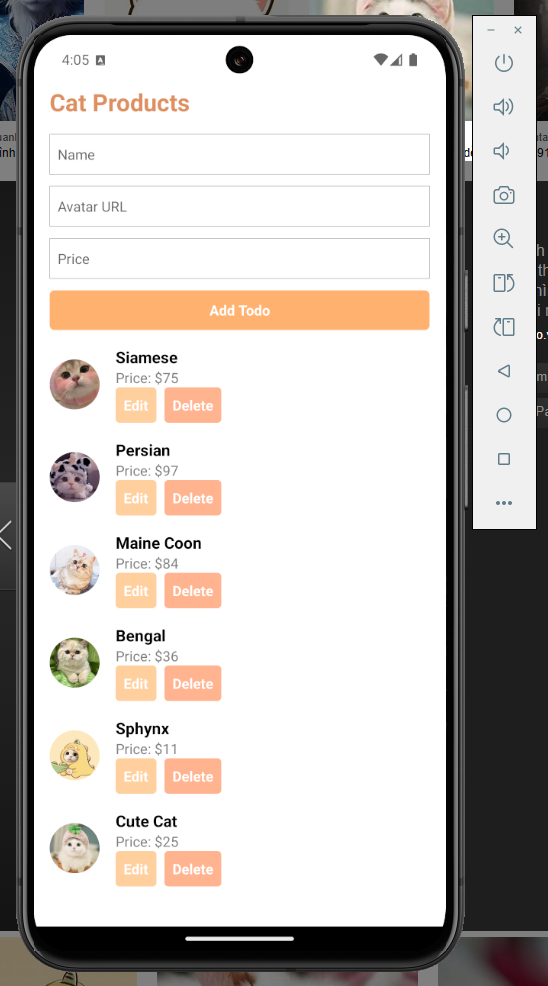 4:05
Cat Products
Name
Avatar URL
Price
Add Todo
Siamese
Price: $75
Edit Delete
Persian
Price: $97
Edit Delete
Maine Coon
Price: $84
Edit Delete
Bengal
Price: $36
Edit Delete
Sphynx
Price: $11
Edit Delete
Cute Cat
Price: $25
Edit Delete